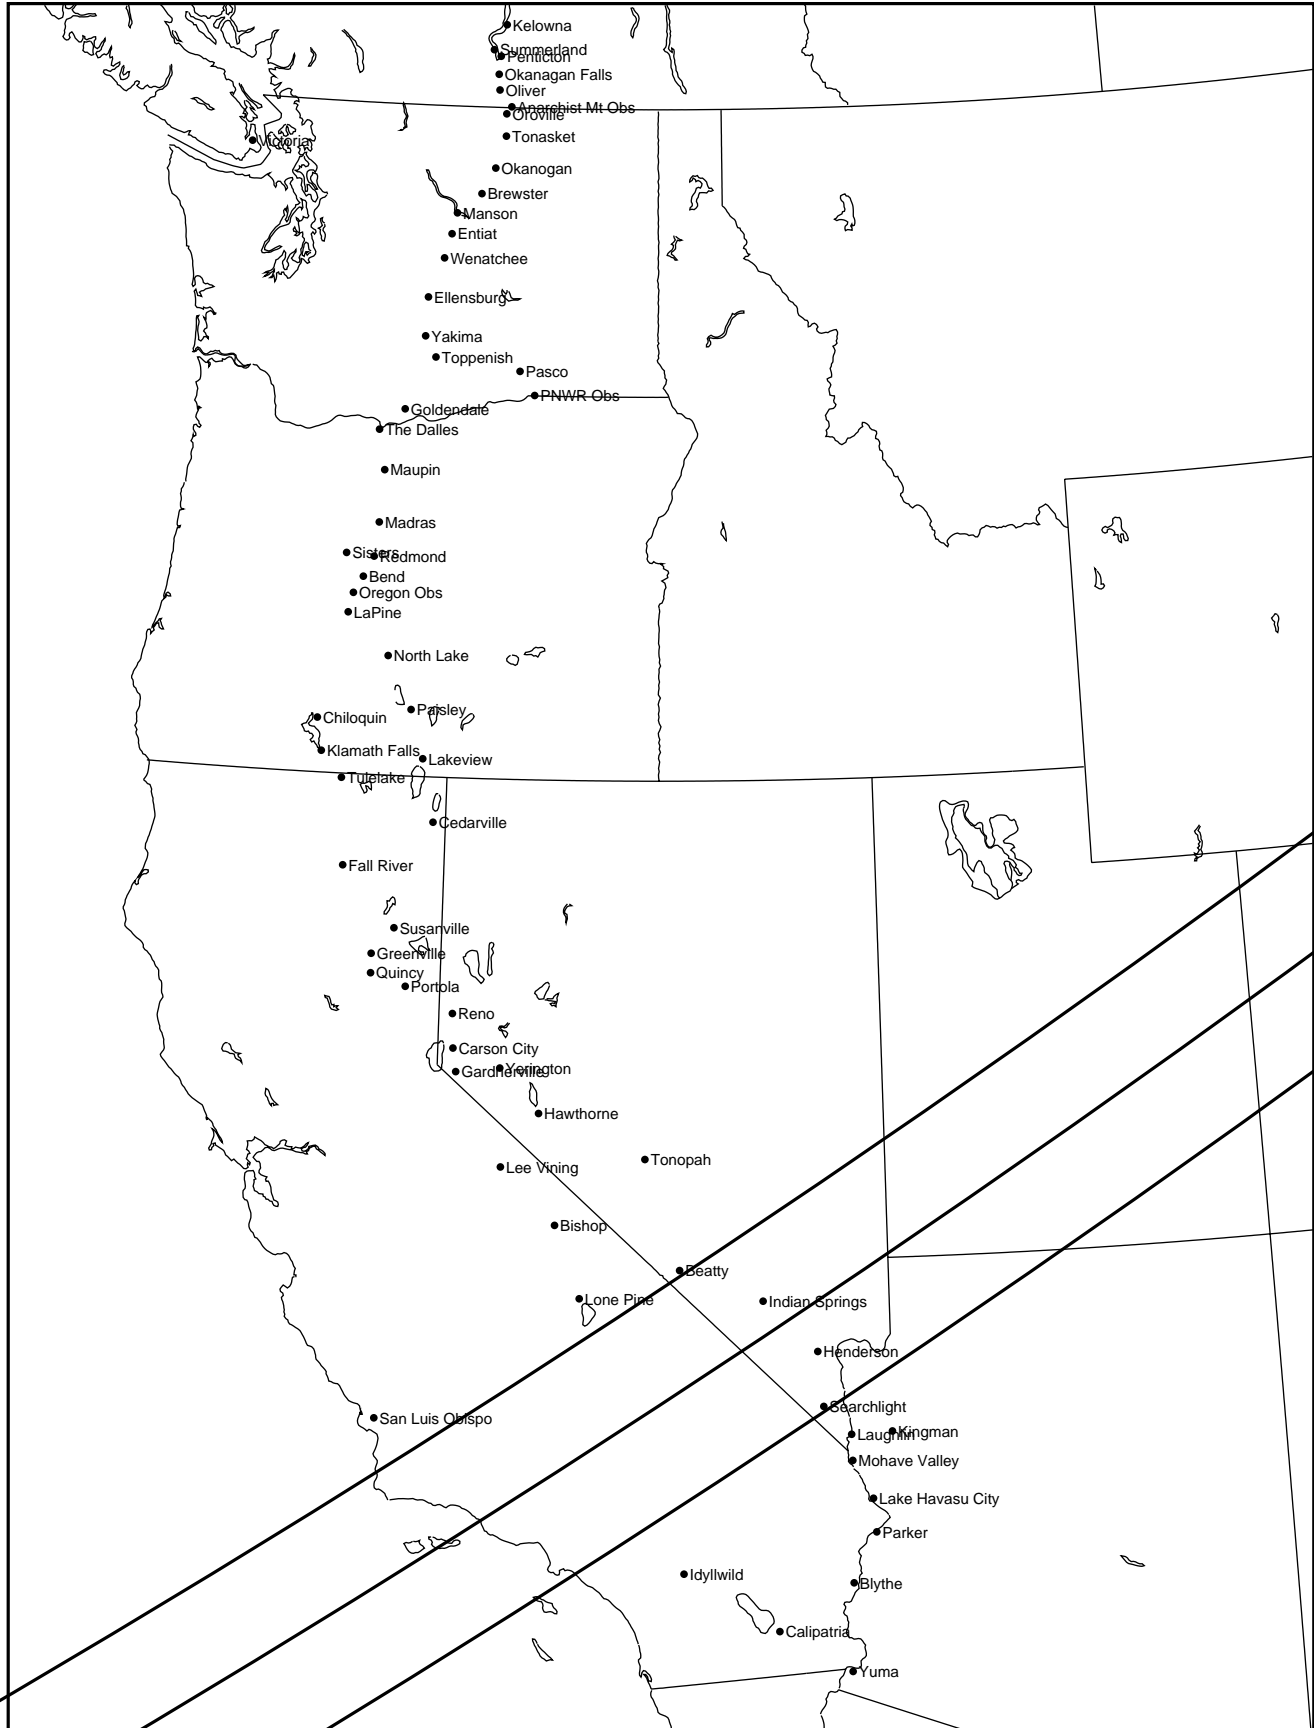 Kelowna
Summerland
Penticton
Okanagan Falls
Oliver
Anarchist Mt Obs
Oroville
Tonasket
Victoria
Okanogan
Brewster
Manson
Entiat
Wenatchee
Ellensburg
Yakima
Toppenish
Pasco
PNWR Obs
Goldendale
The Dalles
Maupin
Madras
Sisters
Redmond
Bend
Oregon Obs
LaPine
North Lake
Paisley
Chiloquin
Klamath Falls
Lakeview
Tulelake
Cedarville
Fall River
Susanville
Greenville
Quincy
Portola
Reno
Carson City
Yerington
Gardnerville
Hawthorne
Tonopah
Lee Vining
Bishop
Beatty
Lone Pine
Indian Springs
Henderson
Searchlight
San Luis Obispo
Kingman
Laughlin
Mohave Valley
Lake Havasu City
Parker
Idyllwild
Blythe
Calipatria
Yuma